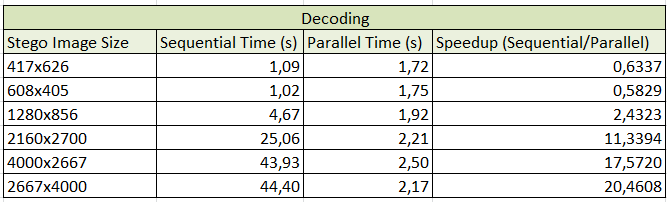 Decoding
Stego Image Size Sequential Time (s) Parallel Time (s) Speedup (Sequential/Parallel)
417x626 1,09 1,72 0,6337
608x405 1,02 1,75 0,5829
1280x856 4,67 1,92 2,4323
2160x2700 25,06 2,21 11,3394
4000x2667 43,93 2,50 17,5720
2667x4000 44,40 2,17 20,4608